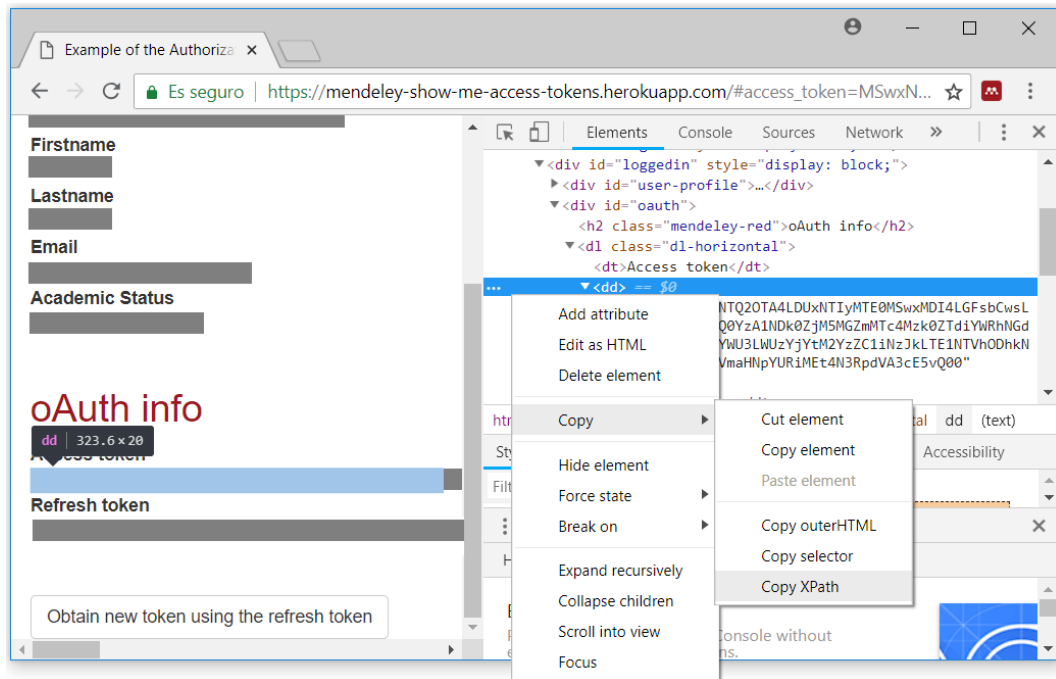 Example of the Authoriza
Es seguro
https://mendeley-show-me-access-tokens.herokuapp.com/#access_token=MSwxN...
Firstname
Lastname
Email
Academic Status
oAuth info
dd 323.6 × 20
Refresh token
Obtain new token using the refresh token
Elements Console Sources Network »
▼<div id="loggedin" style="display: block;">
▶<div id="user-profile">…</div>
▼<div id="oauth">
<h2 class="mendeley-red">oAuth info</h2>
▼<dl class="dl-horizontal">
<dt>Access token</dt>
... ▼<dd> == $0
Add attribute
Edit as HTML
Delete element
Copy
Hide element
Force state
Break on
Expand recursively
Collapse children
Scroll into view
Focus
Cut element
Copy element
Paste element
Copy outerHTML
Copy selector
Copy XPath
dd (text)
Accessibility
Console without